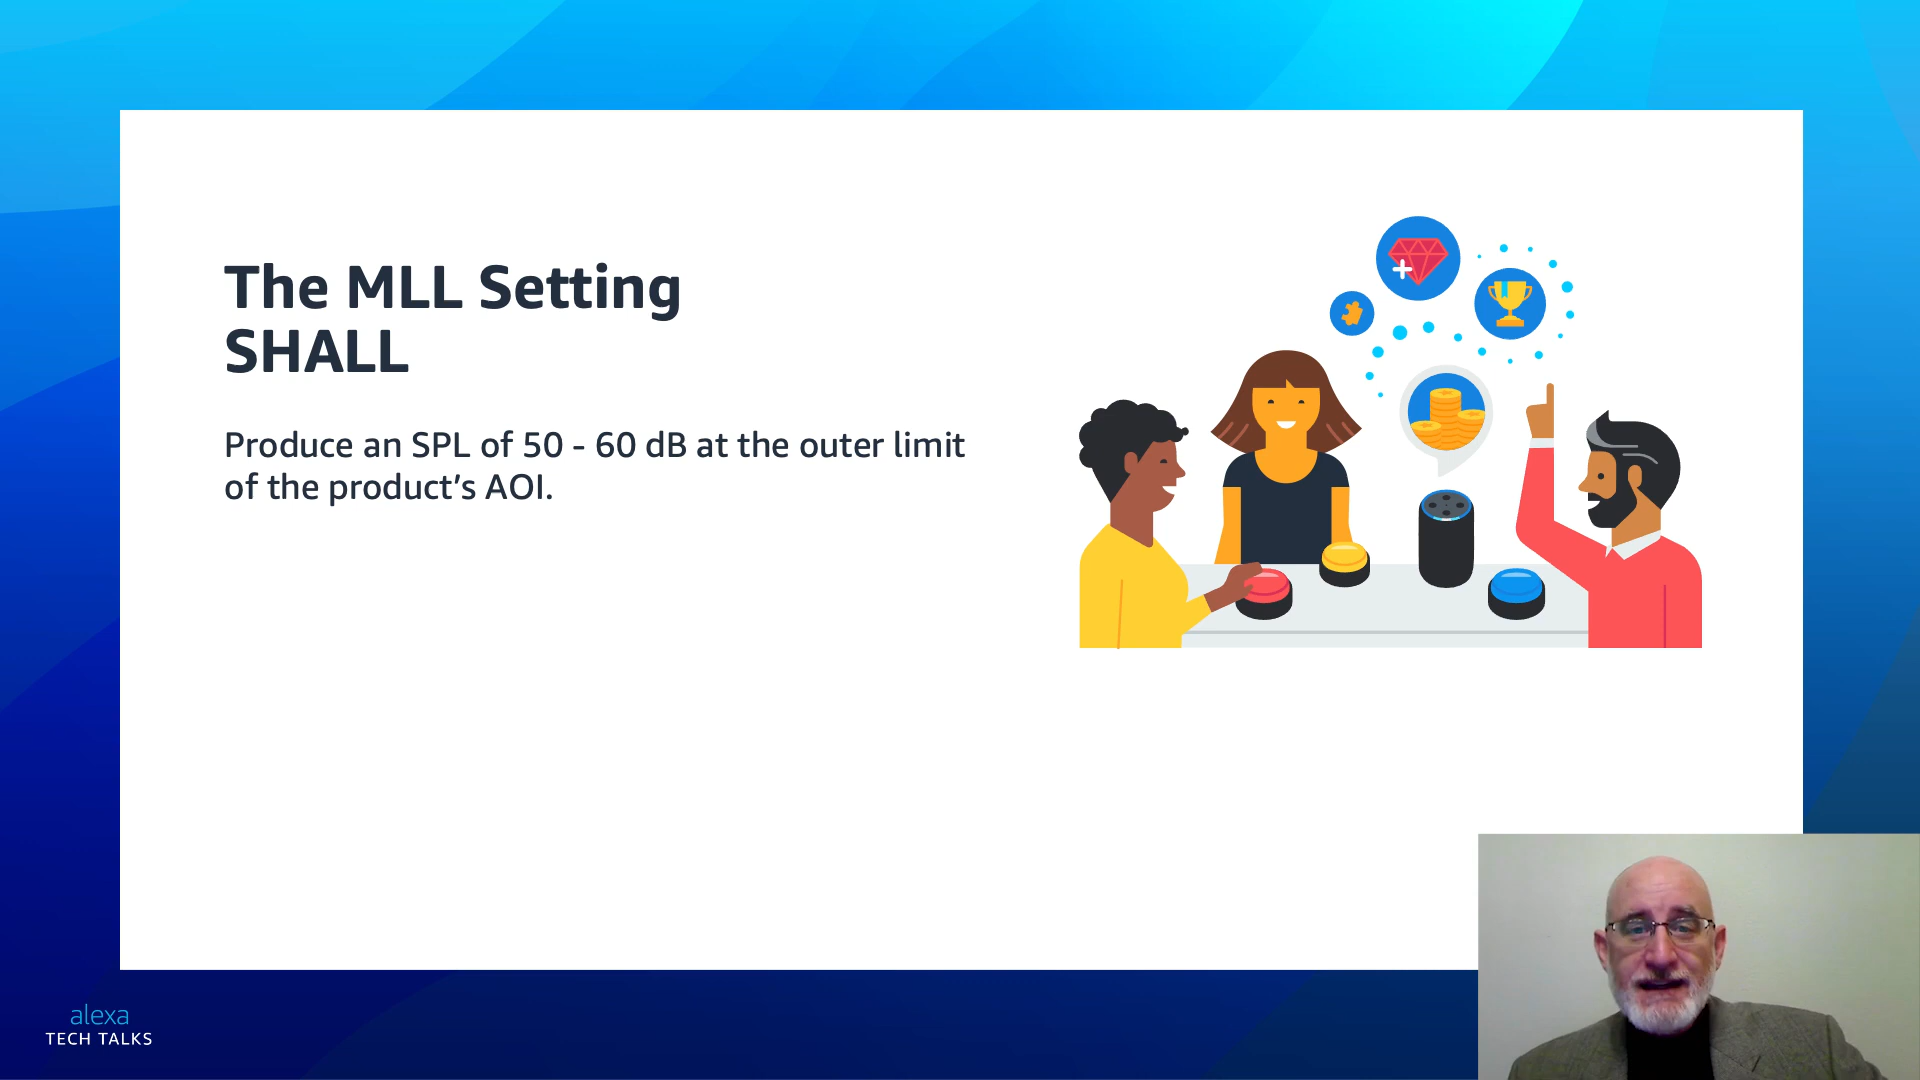 The MLL Setting
SHALL
Produce an SPL of 50 - 60 dB at the outer limit
of the product’s AOI.
alexa
TECH TALKS